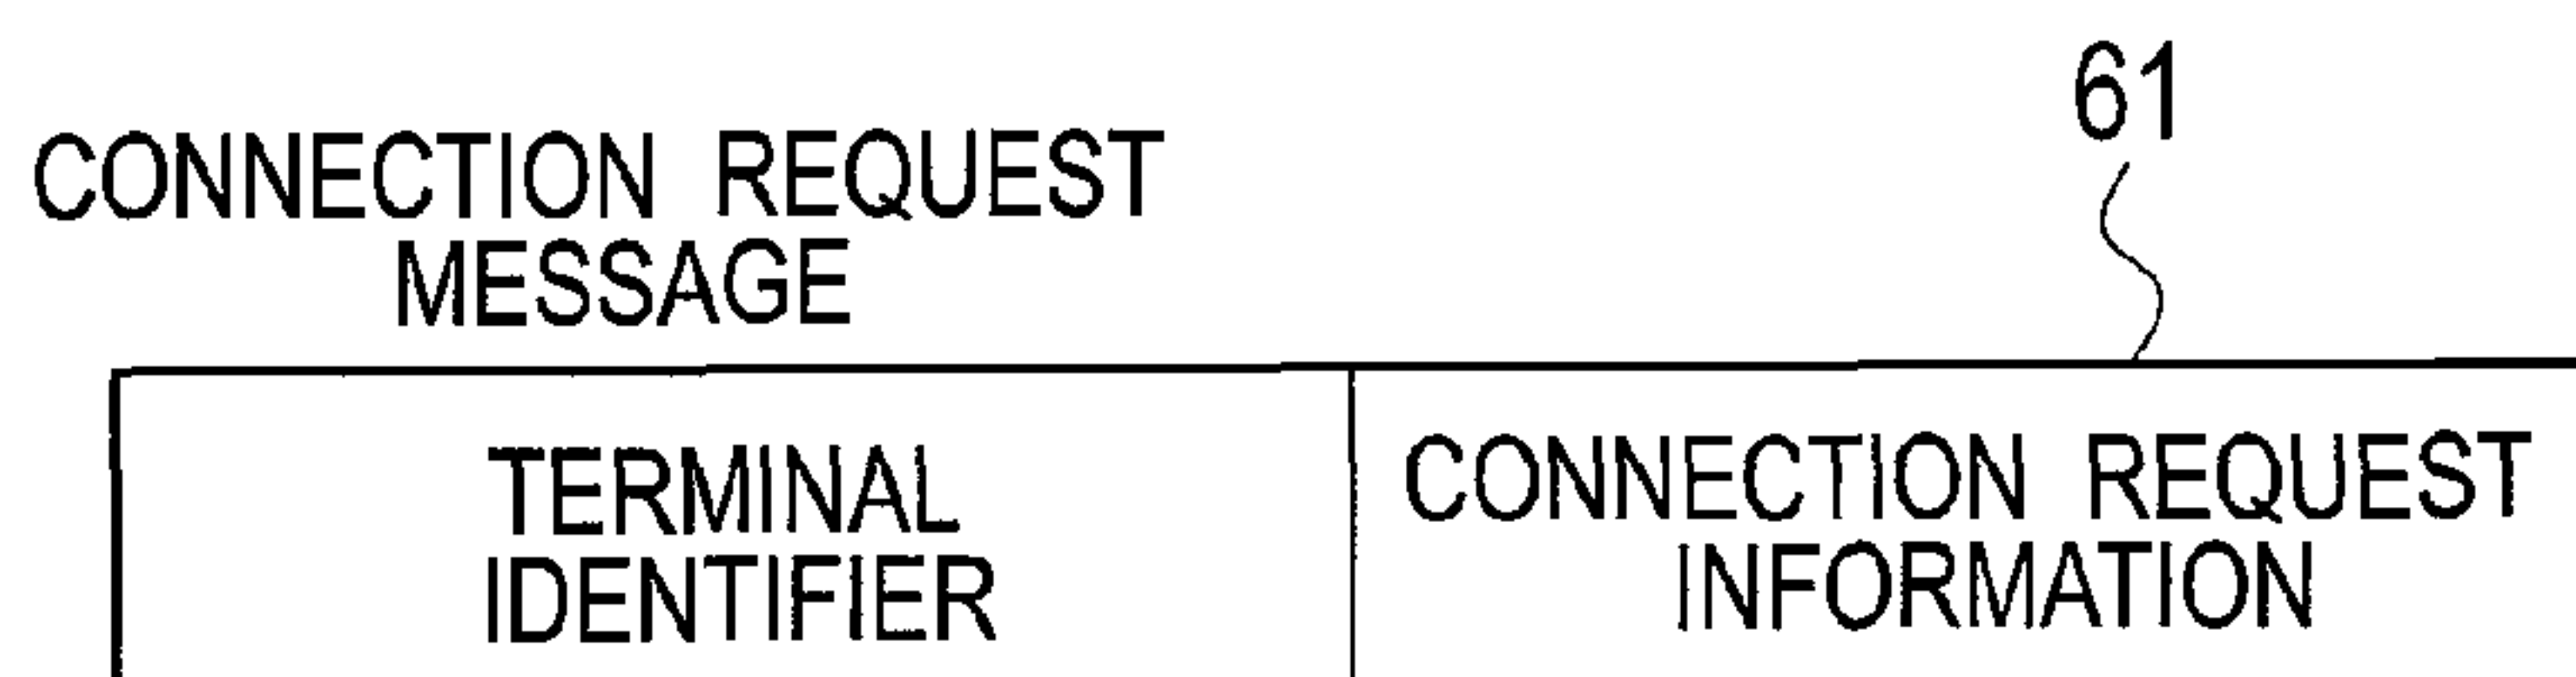 61
CONNECTION REQUEST
MESSAGE
TERMINAL
IDENTIFIER
CONNECTION REQUEST
INFORMATION